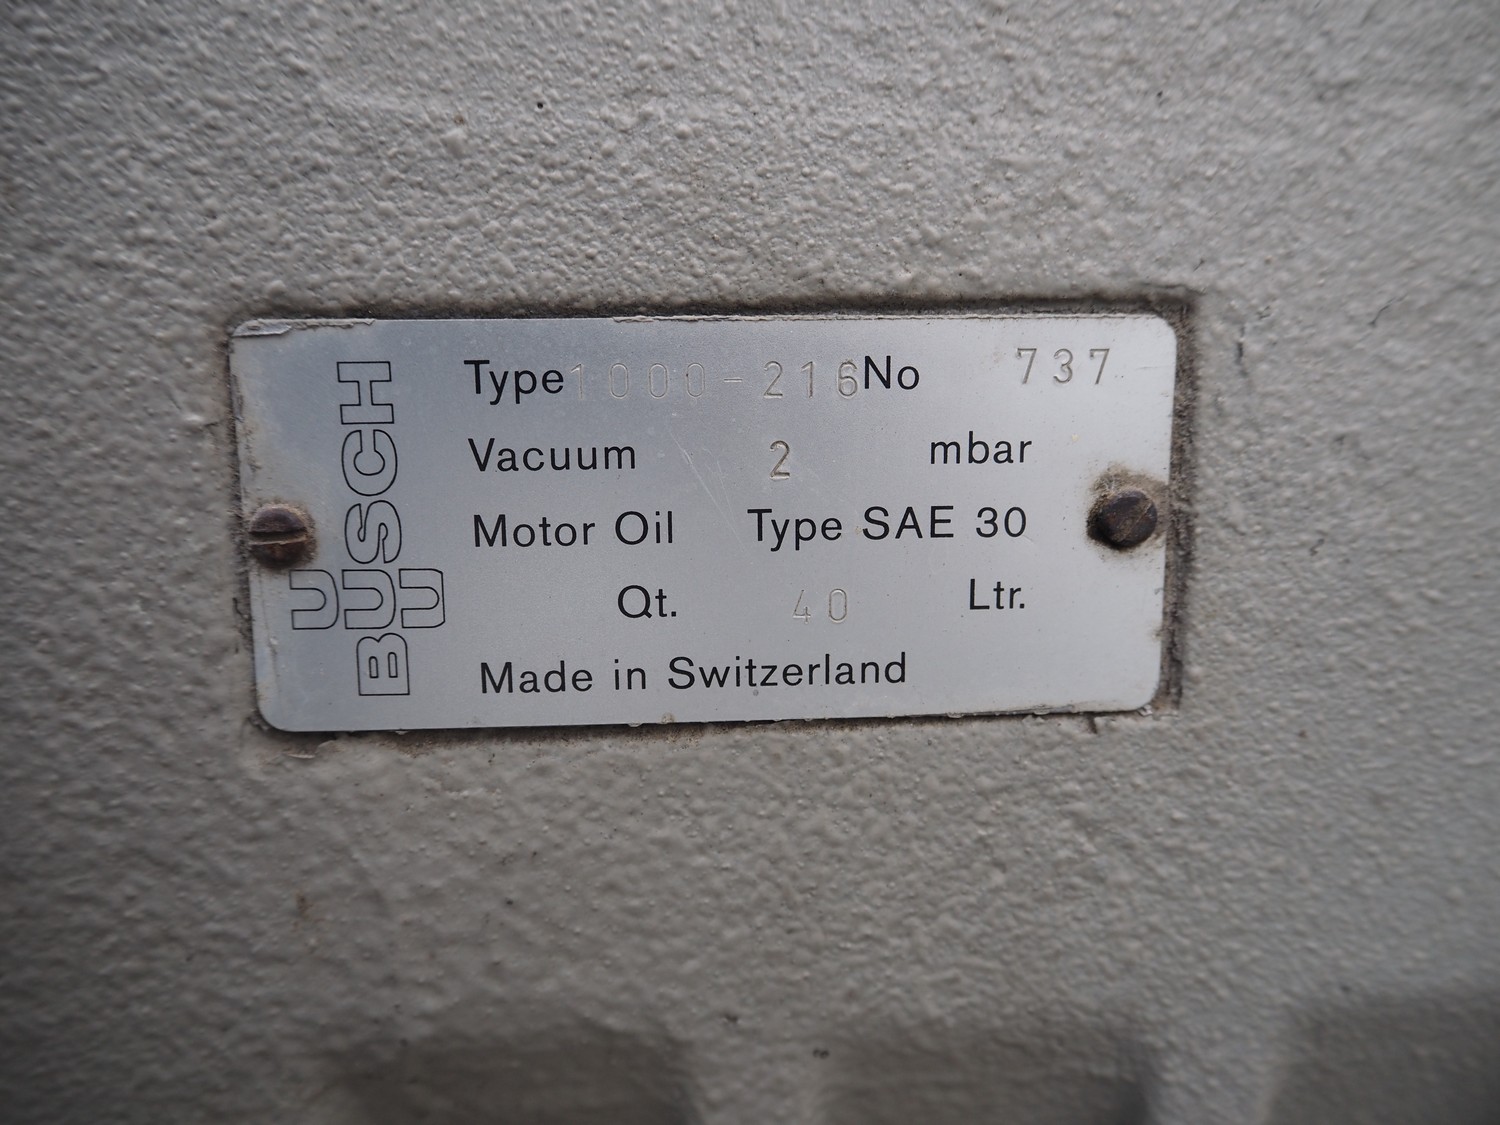 BUSCH
U U
Type 1000-216 No 737
Vacuum 2 mbar
Motor Oil Type SAE 30
Qt. 40 Ltr.
Made in Switzerland